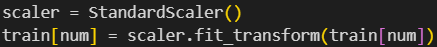 scaler = StandardScaler()
train[num] = scaler.fit_transform(train[num])